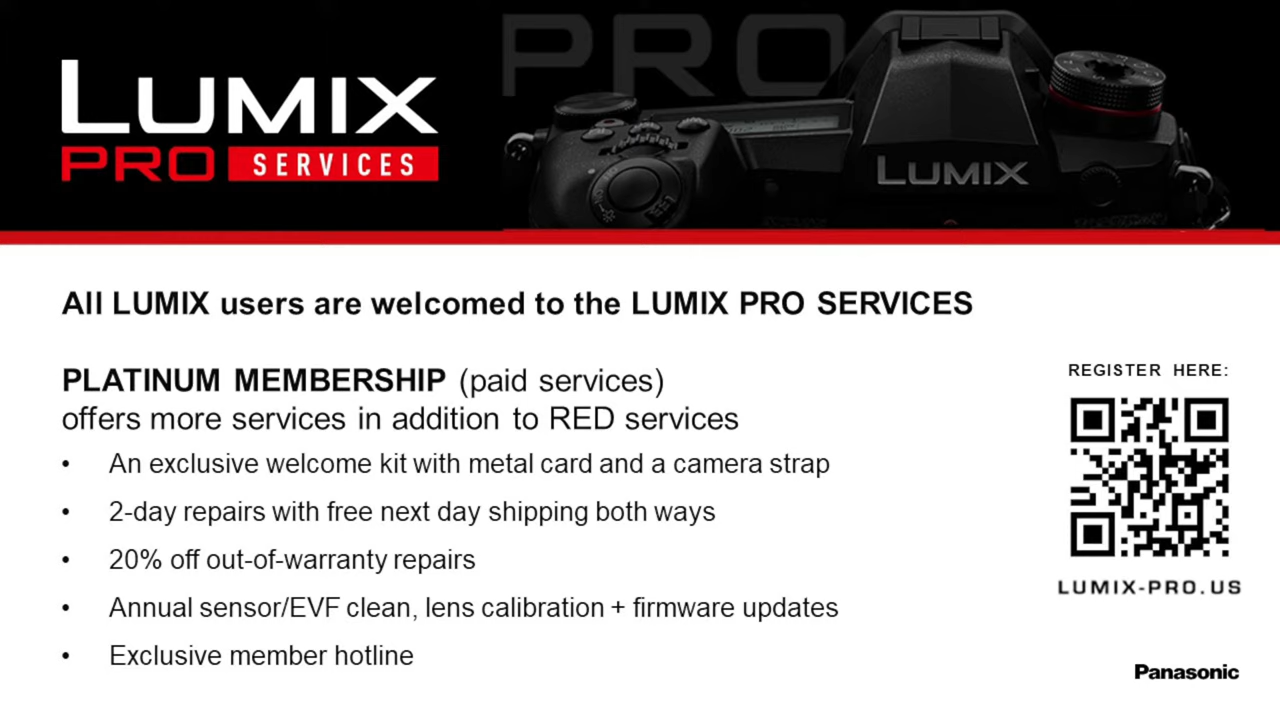 LUMIX
PRO SERVICES
PRO
LUMIX
All LUMIX users are welcomed to the LUMIX PRO SERVICES
PLATINUM MEMBERSHIP (paid services)
offers more services in addition to RED services
• An exclusive welcome kit with metal card and a camera strap
• 2-day repairs with free next day shipping both ways
• 20% off out-of-warranty repairs
• Annual sensor/EVF clean, lens calibration + firmware updates
• Exclusive member hotline
REGISTER HERE:
LUMIX-PRO.US
Panasonic